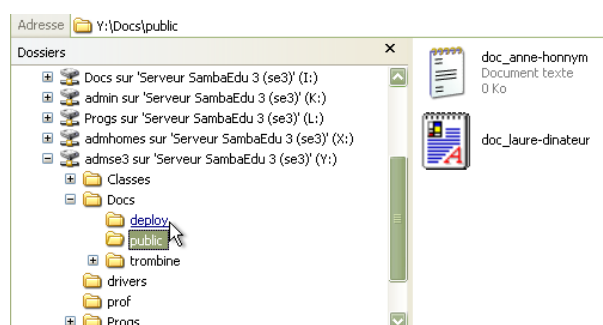 Adresse Y:\Docs\public
Dossiers
Docs sur 'Serveur SambaEdu 3 (se3)' (I:)
admin sur 'Serveur SambaEdu 3 (se3)' (K:)
Progs sur 'Serveur SambaEdu 3 (se3)' (L:)
admhomes sur 'Serveur SambaEdu 3 (se3)' (X:)
admse3 sur 'Serveur SambaEdu 3 (se3)' (Y:)
Classes
Docs
deploy
public
trombine
drivers
prof
Progs
doc_anne-honnym
Document texte
0 Ko
doc_laure-dinateur